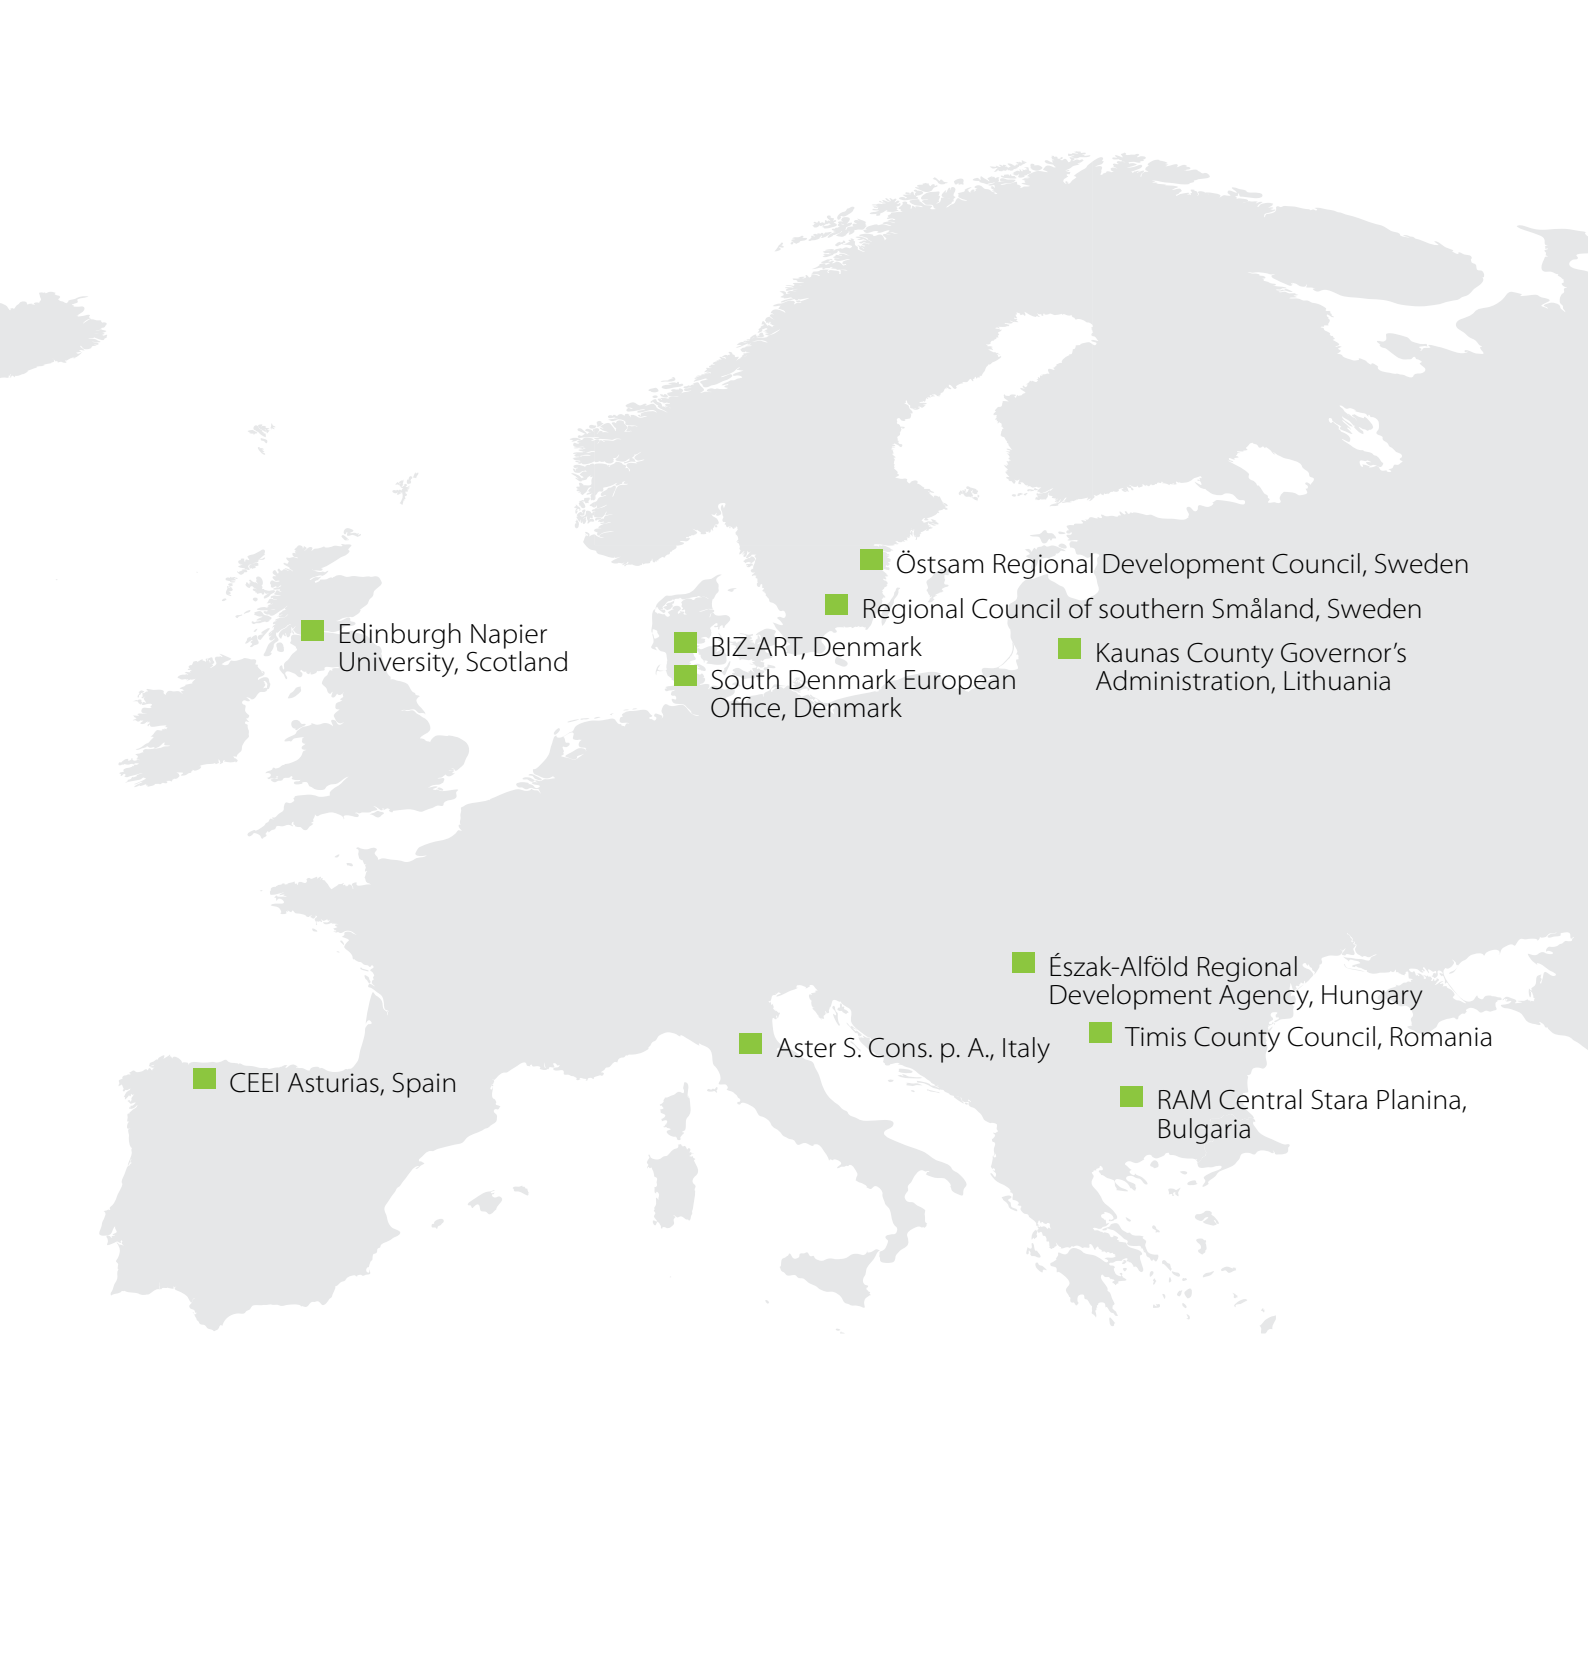 Östsam Regional Development Council, Sweden
Regional Council of southern Småland, Sweden
Edinburgh Napier
University, Scotland
BIZ-ART, Denmark
South Denmark European
Office, Denmark
Kaunas County Governor’s
Administration, Lithuania
Észak-Alföld Regional
Development Agency, Hungary
Timis County Council, Romania
Aster S. Cons. p. A., Italy
CEEI Asturias, Spain
RAM Central Stara Planina,
Bulgaria